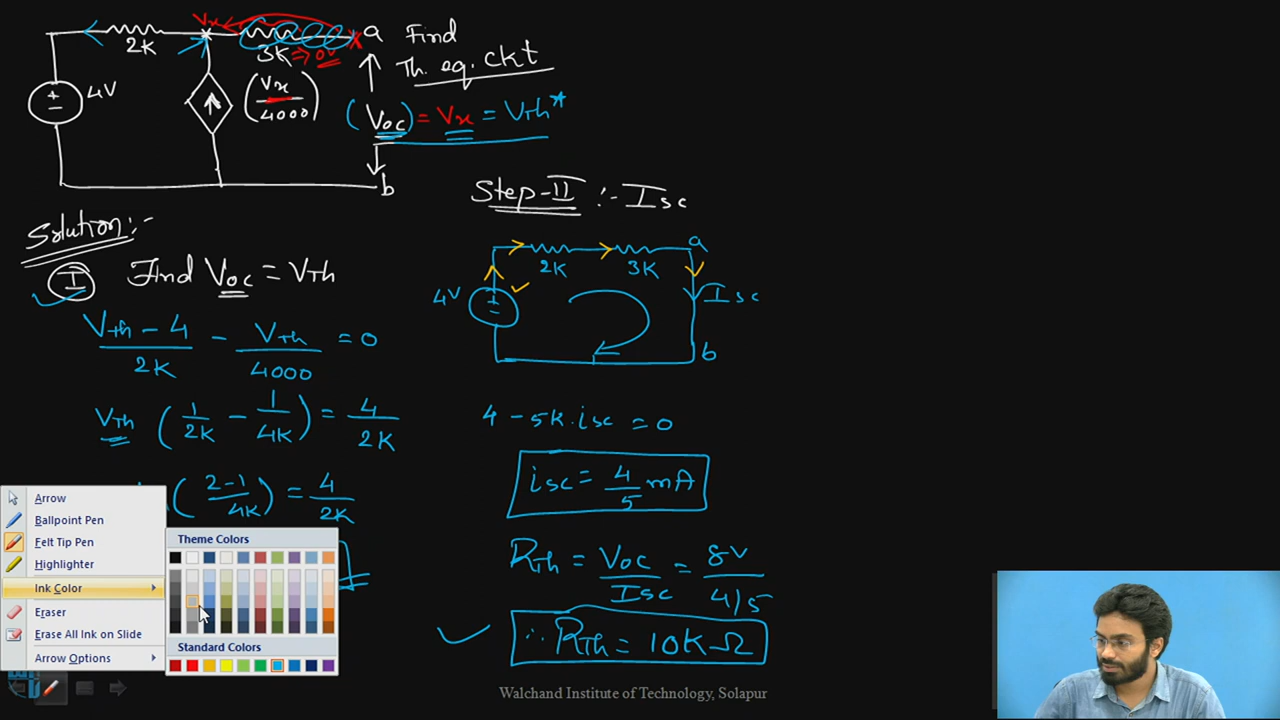 Vx
2K
3K ⇒ 0V
a
Find
Th. eq. ckt
4V
+
−
(Vx/4000)
(Voc) = Vx = VTh*
b
Solution :-
I Find Voc = VTh
(VTh − 4)/2K − VTh/4000 = 0
VTh (1/2K − 1/4K) = 4/2K
(2−1/4K) = 4/2K
Step-II :- Isc
a
2K
3K
4V
+
−
Isc
b
4 − 5K.isc = 0
isc = 4/5 mA
RTh = Voc/Isc = 8V/4/5
∴ RTh = 10KΩ
Arrow
Ballpoint Pen
Felt Tip Pen
Highlighter
Ink Color
Eraser
Erase All Ink on Slide
Arrow Options
Theme Colors
Standard Colors
Walchand Institute of Technology, Solapur